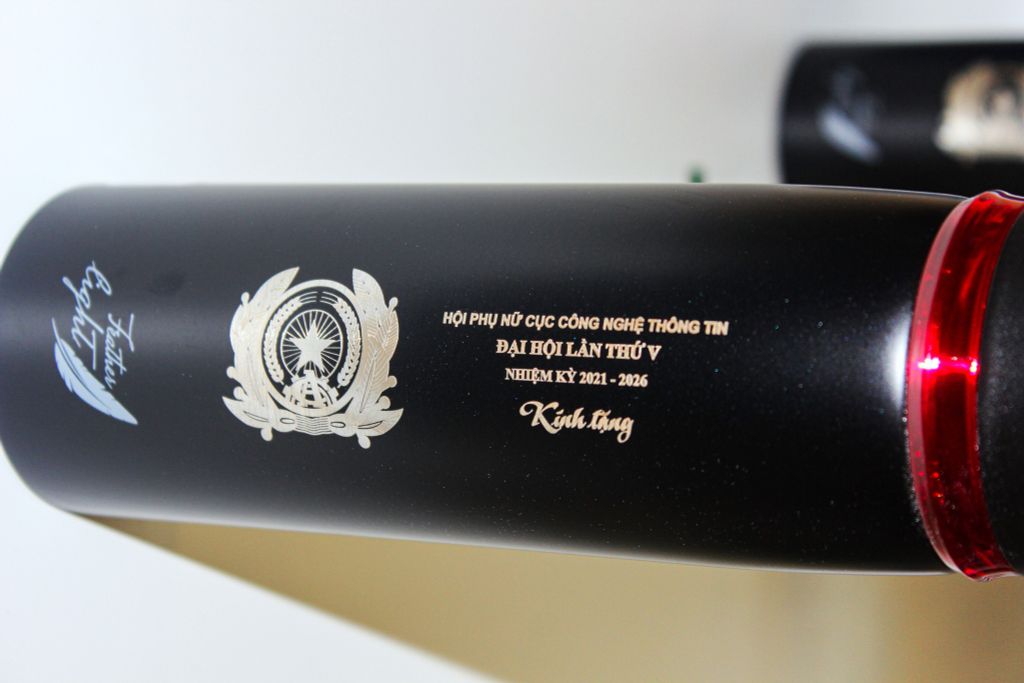 Feather
Light
HỘI PHỤ NỮ CỤC CÔNG NGHỆ THÔNG TIN
ĐẠI HỘI LẦN THỨ V
NHIỆM KỲ 2021 - 2026
Kính tặng